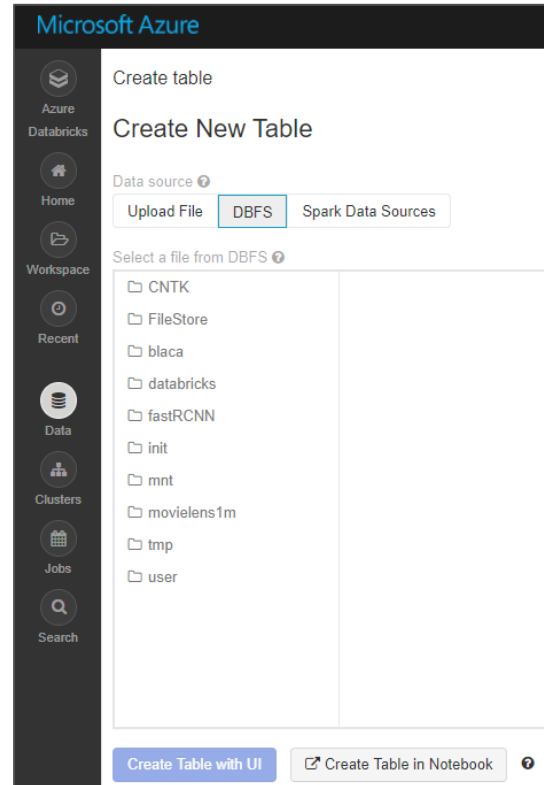 Microsoft Azure
Azure
Databricks
Home
Workspace
Recent
Data
Clusters
Jobs
Search
Create table
Create New Table
Data source ?
Upload File DBFS Spark Data Sources
Select a file from DBFS ?
CNTK
FileStore
blaca
databricks
fastRCNN
init
mnt
movielens1m
tmp
user
Create Table with UI Create Table in Notebook ?